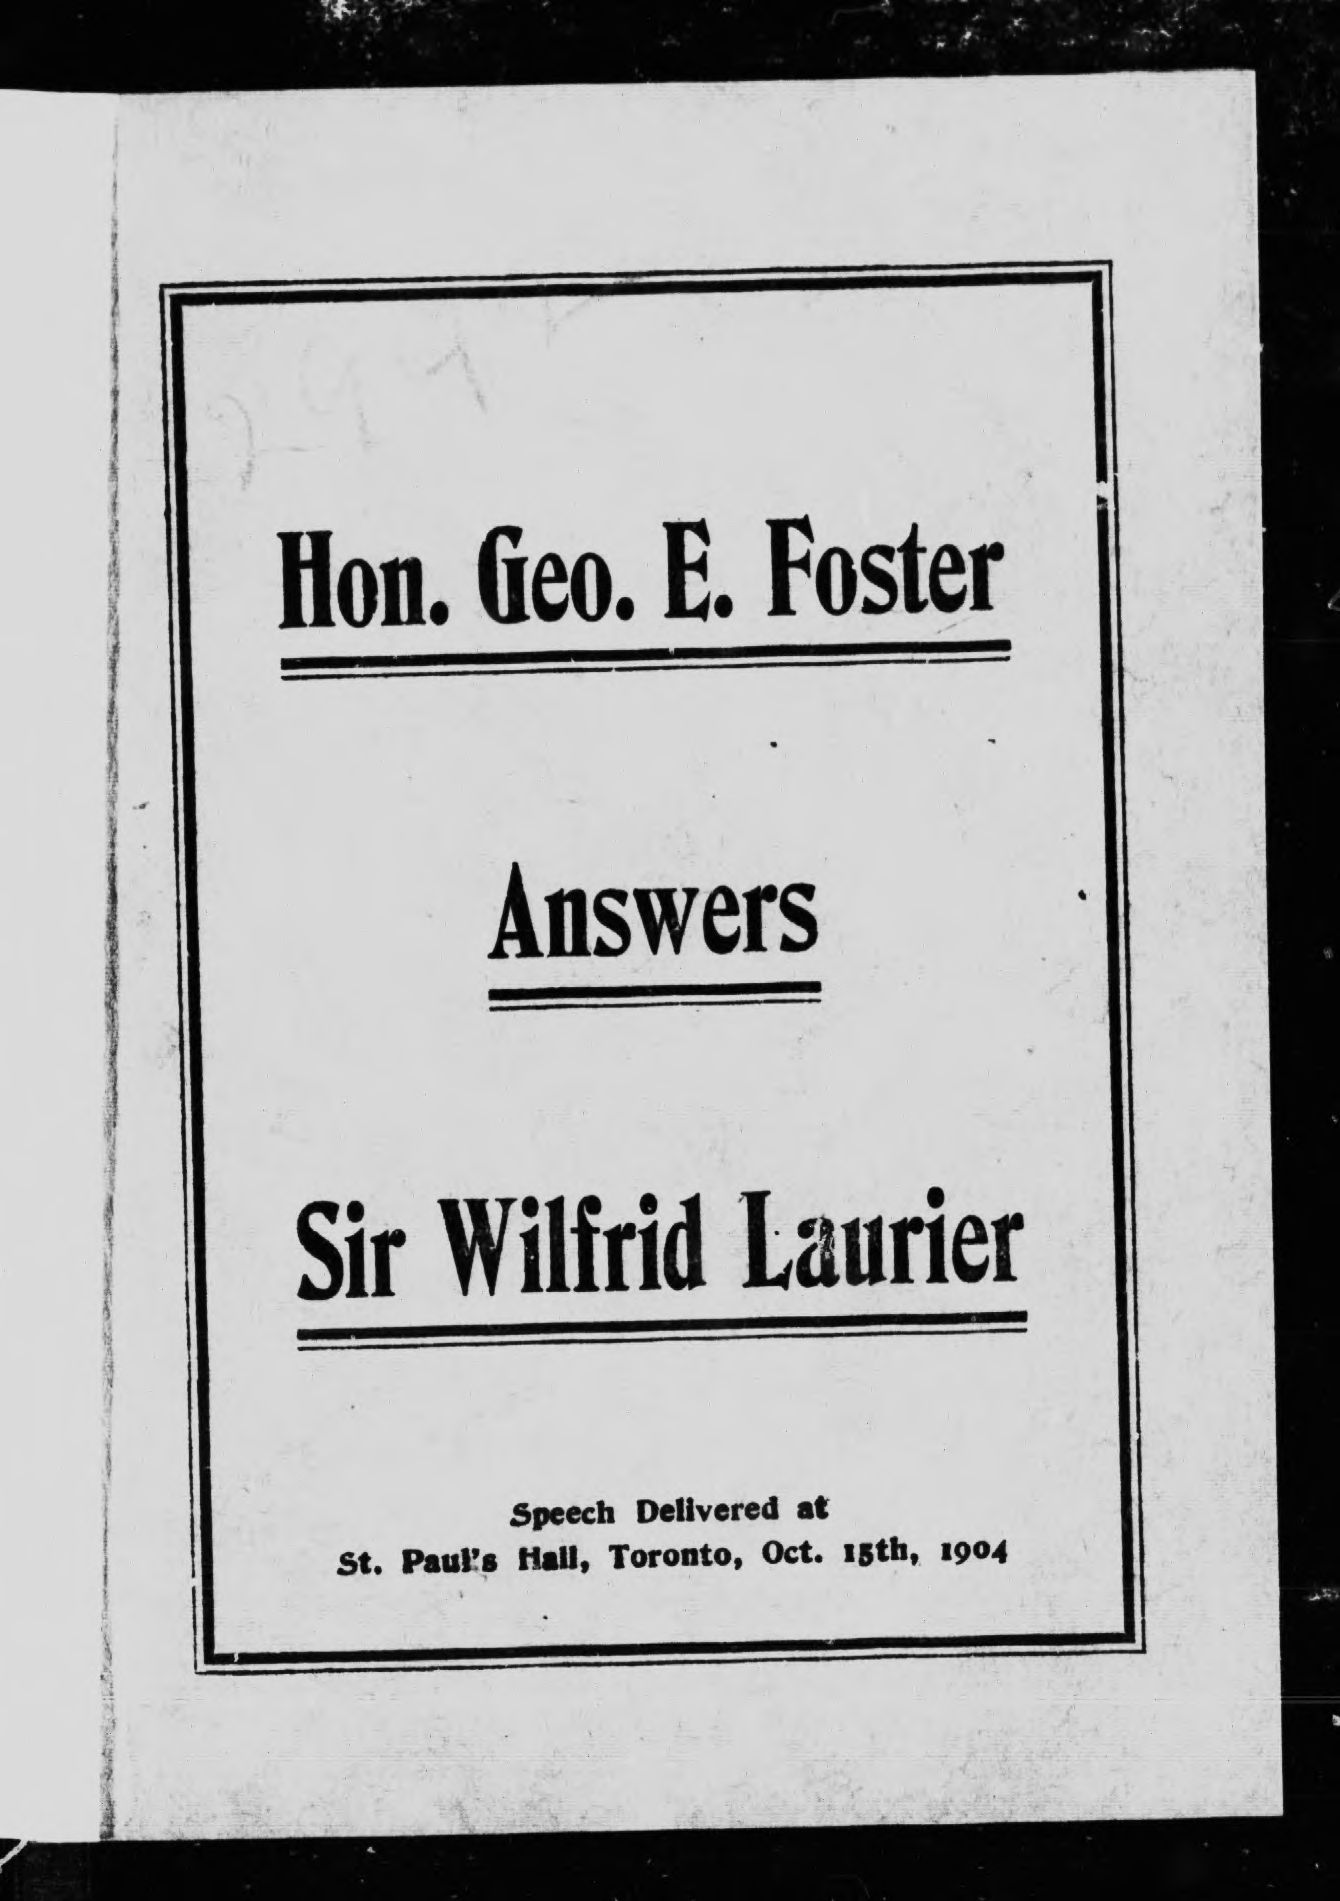 Hon. Geo. E. Foster
Answers
Sir Wilfrid Laurier
Speech Delivered at
St. Paul's Hall, Toronto, Oct. 15th, 1904